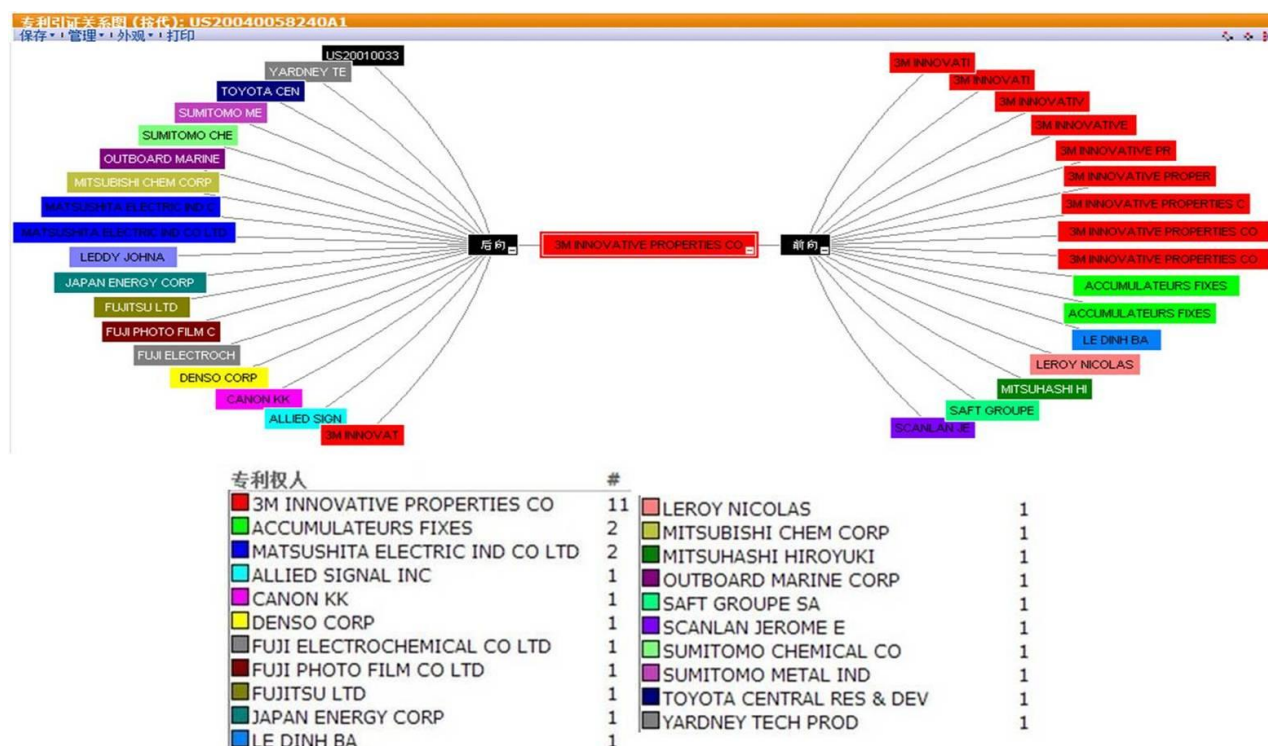 专利引证关系图 (按代): US20040058240A1
保存 管理 外观 打印
US20010033
YARDNEY TE
TOYOTA CEN
SUMITOMO ME
SUMITOMO CHE
OUTBOARD MARINE
MITSUBISHI CHEM CORP
MATSUSHITA ELECTRIC IND C
MATSUSHITA ELECTRIC IND CO LTD
LEDDY JOHNA
JAPAN ENERGY CORP
FUJITSU LTD
FUJI PHOTO FILM C
FUJI ELECTROCH
DENSO CORP
CANON KK
ALLIED SIGN
3M INNOVAT
后向
3M INNOVATIVE PROPERTIES CO
前向
3M INNOVATI
3M INNOVATI
3M INNOVATIV
3M INNOVATIVE
3M INNOVATIVE PR
3M INNOVATIVE PROPER
3M INNOVATIVE PROPERTIES C
3M INNOVATIVE PROPERTIES CO
3M INNOVATIVE PROPERTIES CO
ACCUMULATEURS FIXES
ACCUMULATEURS FIXES
LE DINH BA
LEROY NICOLAS
MITSUHASHI HI
SAFT GROUPE
SCANLAN JE
专利权人 #
3M INNOVATIVE PROPERTIES CO 11
ACCUMULATEURS FIXES 2
MATSUSHITA ELECTRIC IND CO LTD 2
ALLIED SIGNAL INC 1
CANON KK 1
DENSO CORP 1
FUJI ELECTROCHEMICAL CO LTD 1
FUJI PHOTO FILM CO LTD 1
FUJITSU LTD 1
JAPAN ENERGY CORP 1
LE DINH BA 1
LEROY NICOLAS 1
MITSUBISHI CHEM CORP 1
MITSUHASHI HIROYUKI 1
OUTBOARD MARINE CORP 1
SAFT GROUPE SA 1
SCANLAN JEROME E 1
SUMITOMO CHEMICAL CO 1
SUMITOMO METAL IND 1
TOYOTA CENTRAL RES & DEV 1
YARDNEY TECH PROD 1